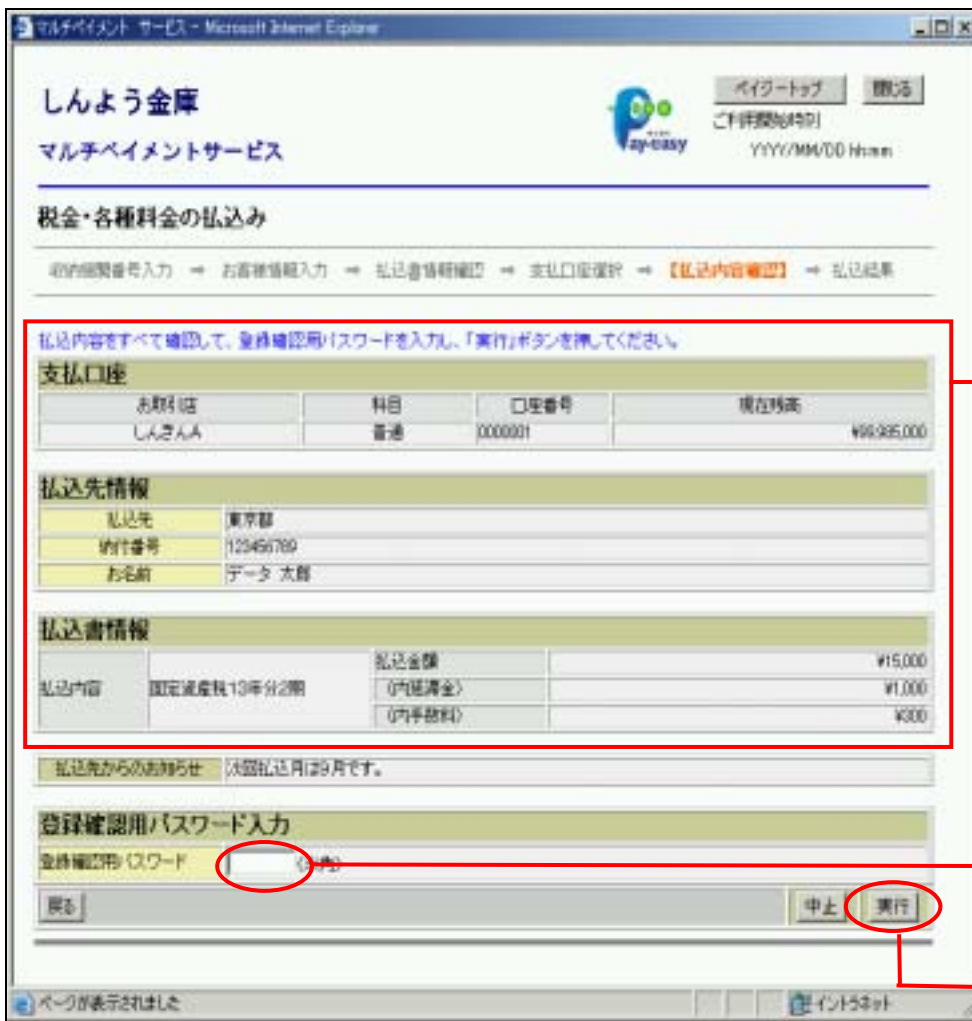 マルチペイメント サービス - Microsoft Internet Explorer
しんよう金庫
マルチペイメントサービス
Pay-easy
ペイジートップ 閉じる
ご利用開始時刻
YYYY/MM/DD hh:mm
税金・各種料金の払込み
収納機関番号入力 ⇒ お客様情報入力 ⇒ 払込書情報確認 ⇒ 支払口座選択 ⇒ 【払込内容確認】 ⇒ 払込結果
払込内容をすべて確認して、登録確認用パスワードを入力し、「実行」ボタンを押してください。
支払口座
お取引店 科目 口座番号 現在残高
しんきんA 普通 0000001 ¥99,985,000
払込先情報
払込先 東京都
納付番号 123456789
お名前 データ 太郎
払込書情報
払込内容 固定資産税13年分2期 払込金額 ¥15,000
(内延滞金) ¥1,000
(内手数料) ¥300
払込先からのお知らせ 次回払込月は9月です。
登録確認用パスワード入力
登録確認用パスワード
戻る 中止 実行
ページが表示されました イントラネット